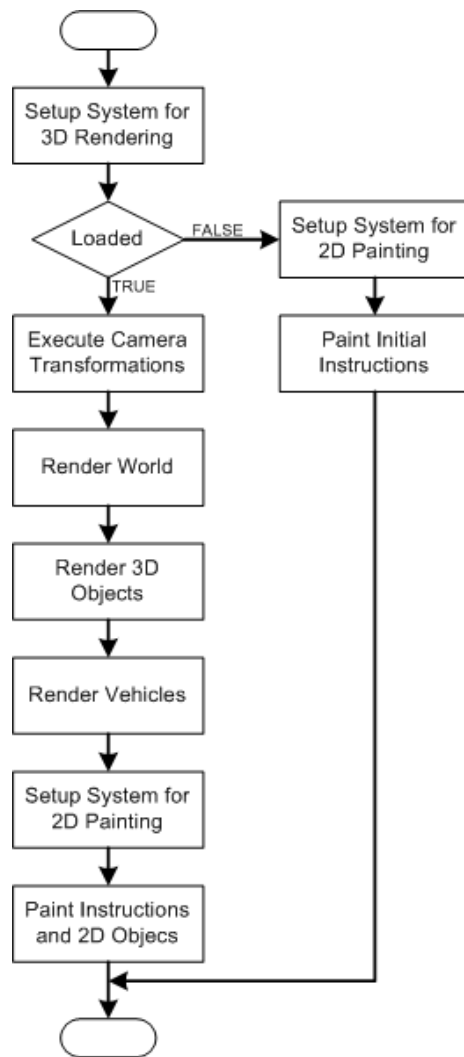 Setup System for
3D Rendering
Loaded
FALSE
Setup System for
2D Painting
TRUE
Execute Camera
Transformations
Paint Initial
Instructions
Render World
Render 3D
Objects
Render Vehicles
Setup System for
2D Painting
Paint Instructions
and 2D Objecs